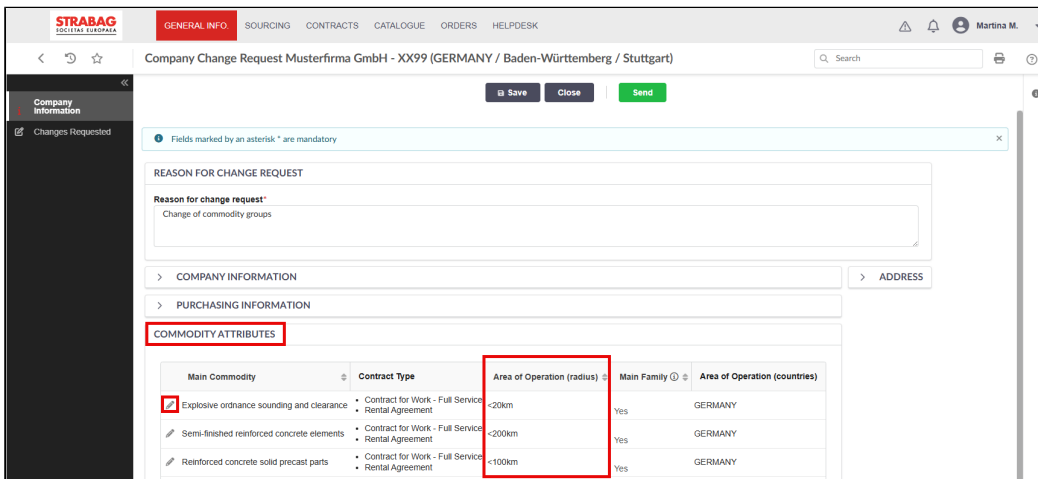 STRABAG
SOCIETAS EUROPAEA
GENERAL INFO. SOURCING CONTRACTS CATALOGUE ORDERS HELPDESK
Martina M.
Company Change Request Musterfirma GmbH - XX99 (GERMANY / Baden-Württemberg / Stuttgart)
Search
Company Information
Changes Requested
Save Close Send
Fields marked by an asterisk * are mandatory
REASON FOR CHANGE REQUEST
Reason for change request*
Change of commodity groups
COMPANY INFORMATION
ADDRESS
PURCHASING INFORMATION
COMMODITY ATTRIBUTES
Main Commodity Contract Type Area of Operation (radius) Main Family Area of Operation (countries)
Explosive ordnance sounding and clearance • Contract for Work - Full Service • Rental Agreement <20km Yes GERMANY
Semi-finished reinforced concrete elements • Contract for Work - Full Service • Rental Agreement <200km Yes GERMANY
Reinforced concrete solid precast parts • Contract for Work - Full Service • Rental Agreement <100km Yes GERMANY